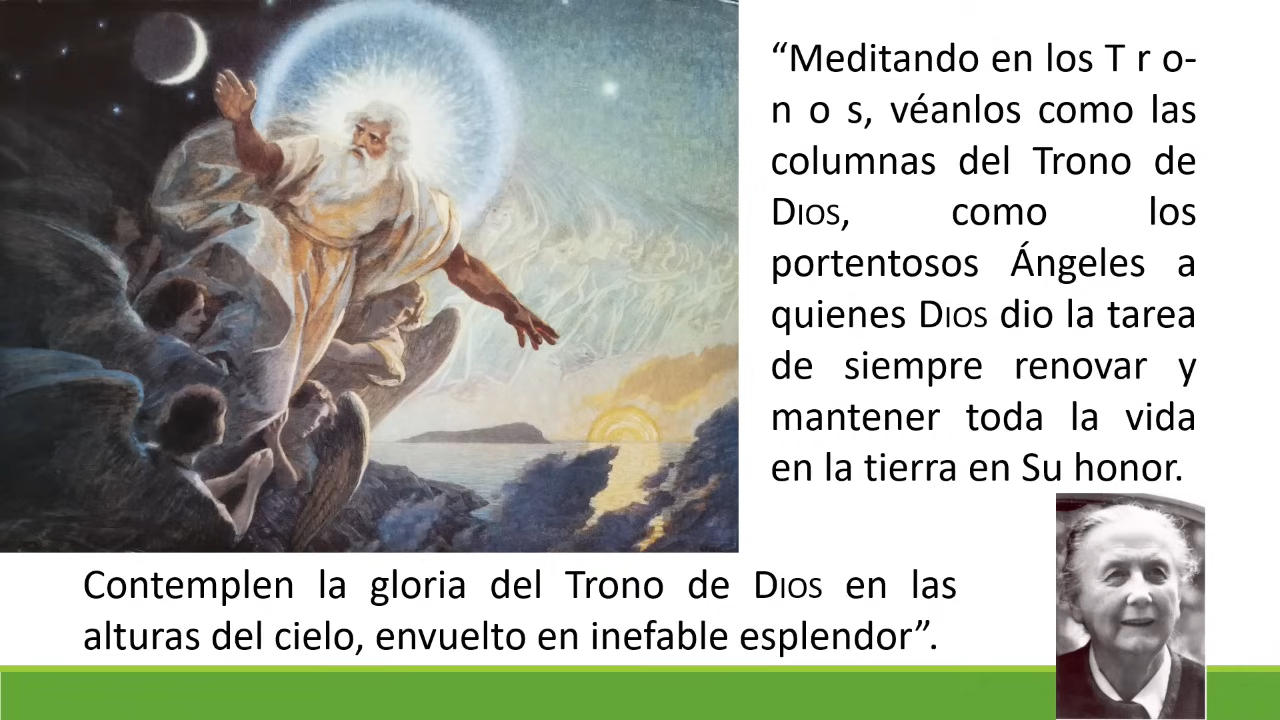 “Meditando en los T r o-
n o s, véanlos como las
columnas del Trono de
DIOS, como los
portentosos Ángeles a
quienes DIOS dio la tarea
de siempre renovar y
mantener toda la vida
en la tierra en Su honor.
Contemplen la gloria del Trono de DIOS en las
alturas del cielo, envuelto en inefable esplendor”.